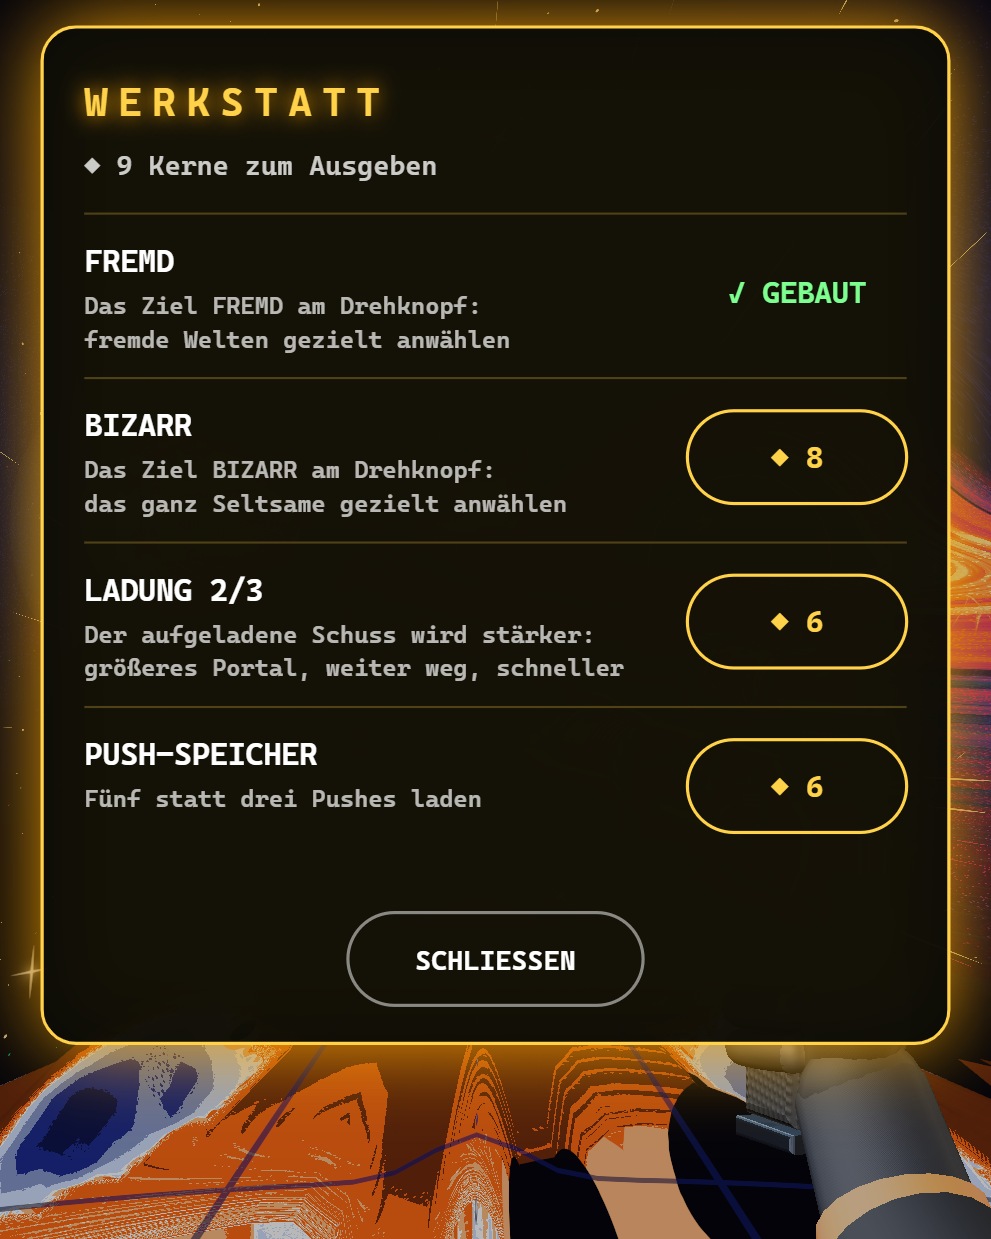 WERKSTATT
◆ 9 Kerne zum Ausgeben
FREMD
Das Ziel FREMD am Drehknopf:
fremde Welten gezielt anwählen
✓ GEBAUT
BIZARR
Das Ziel BIZARR am Drehknopf:
das ganz Seltsame gezielt anwählen
◆ 8
LADUNG 2/3
Der aufgeladene Schuss wird stärker:
größeres Portal, weiter weg, schneller
◆ 6
PUSH-SPEICHER
Fünf statt drei Pushes laden
◆ 6
SCHLIESSEN